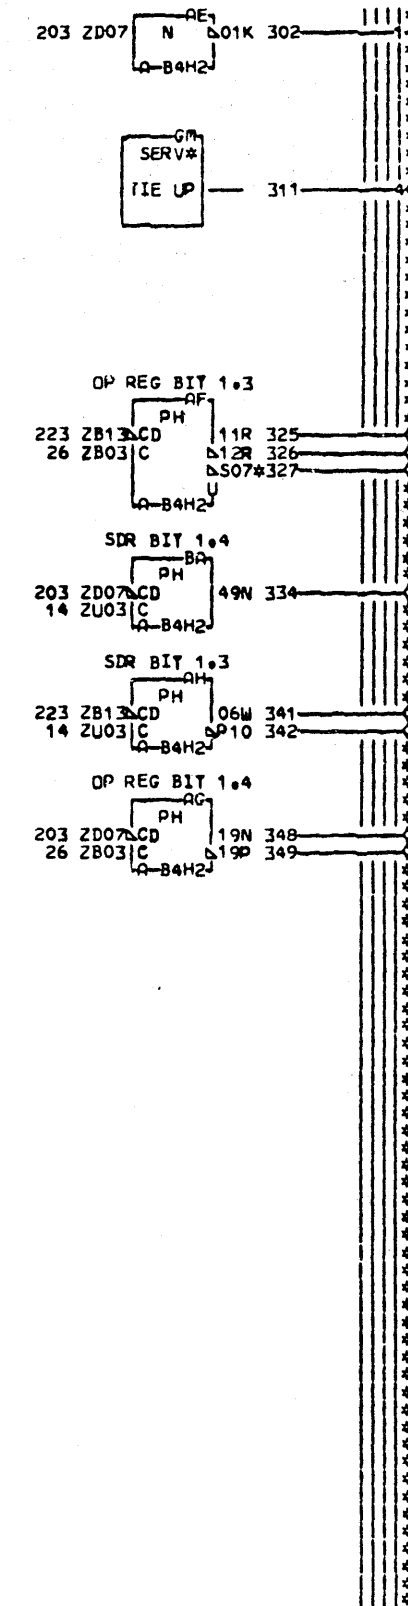 AE
203 ZD07 N 01K 302
A B4H2
GM
SERV*
TIE UP 311
OP REG BIT 1.3
AF
PH
223 ZB13 CD 11R 325
26 ZB03 C 12R 326
S07*327
U
A B4H2
SDR BIT 1.4
BA
PH
203 ZD07 CD 49N 334
14 ZU03 C
A B4H2
SDR BIT 1.3
AH
PH
223 ZB13 CD 06W 341
14 ZU03 C P10 342
A B4H2
OP REG BIT 1.4
AG
PH
203 ZD07 CD 19N 348
26 ZB03 C 19P 349
A B4H2